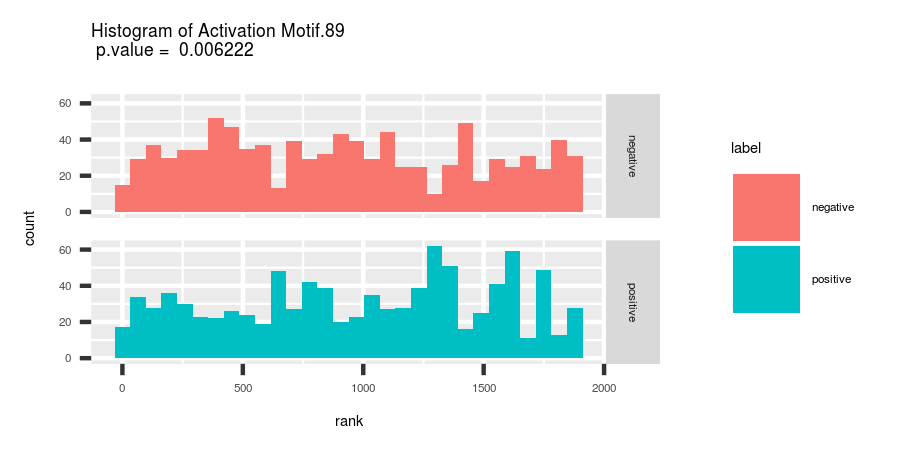 Histogram of Activation Motif.89
p.value = 0.006222
count
60
40
20
0
negative
60
40
20
0
positive
0
500
1000
1500
2000
rank
label
negative
positive